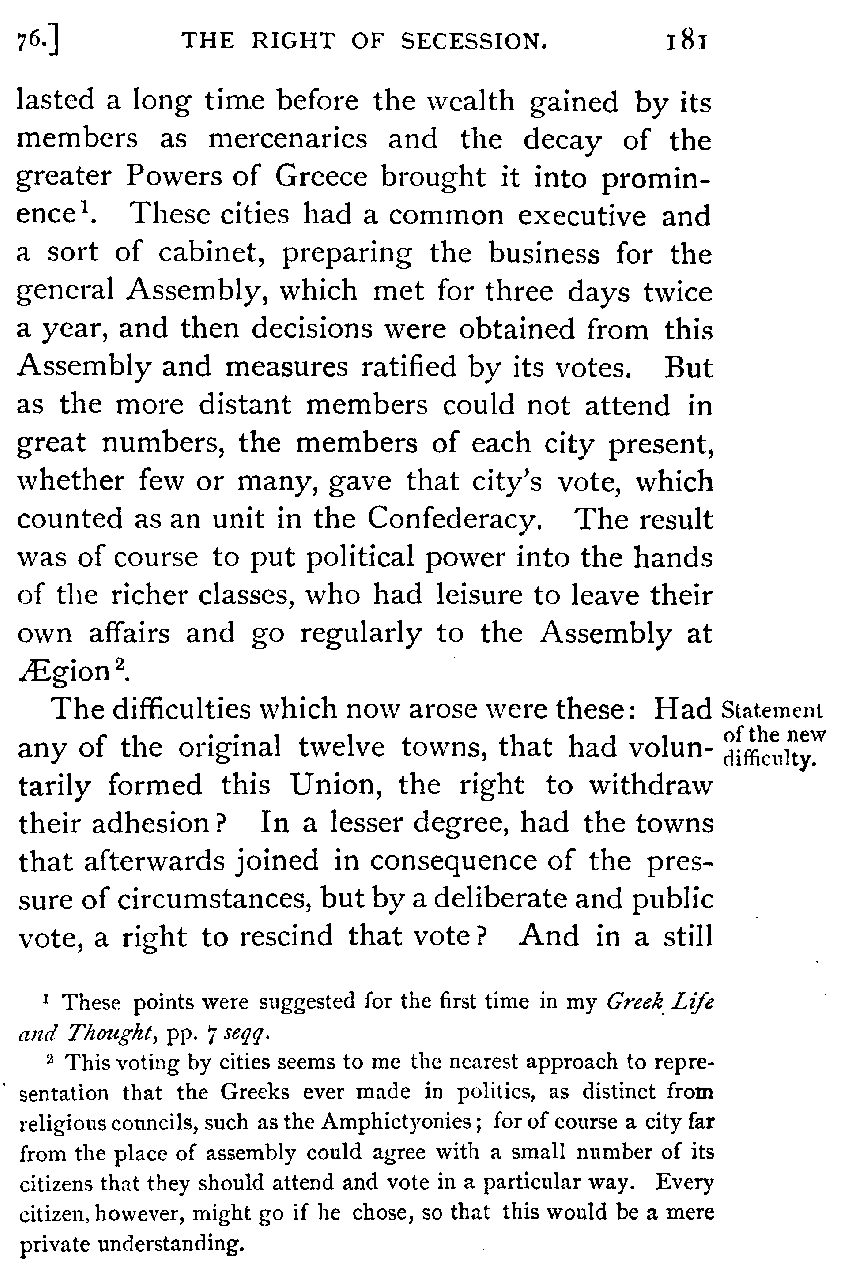 76.] THE RIGHT OF SECESSION. 181
lasted a long time before the wealth gained by its
members as mercenaries and the decay of the
greater Powers of Greece brought it into promin-
ence¹. These cities had a common executive and
a sort of cabinet, preparing the business for the
general Assembly, which met for three days twice
a year, and then decisions were obtained from this
Assembly and measures ratified by its votes. But
as the more distant members could not attend in
great numbers, the members of each city present,
whether few or many, gave that city's vote, which
counted as an unit in the Confederacy. The result
was of course to put political power into the hands
of the richer classes, who had leisure to leave their
own affairs and go regularly to the Assembly at
Ægion².
The difficulties which now arose were these: Had
any of the original twelve towns, that had volun-
tarily formed this Union, the right to withdraw
their adhesion? In a lesser degree, had the towns
that afterwards joined in consequence of the pres-
sure of circumstances, but by a deliberate and public
vote, a right to rescind that vote? And in a still
Statement
of the new
difficulty.
¹ These points were suggested for the first time in my Greek Life
and Thought, pp. 7 seqq.
² This voting by cities seems to me the nearest approach to repre-
sentation that the Greeks ever made in politics, as distinct from
religious councils, such as the Amphictyonies; for of course a city far
from the place of assembly could agree with a small number of its
citizens that they should attend and vote in a particular way. Every
citizen, however, might go if he chose, so that this would be a mere
private understanding.